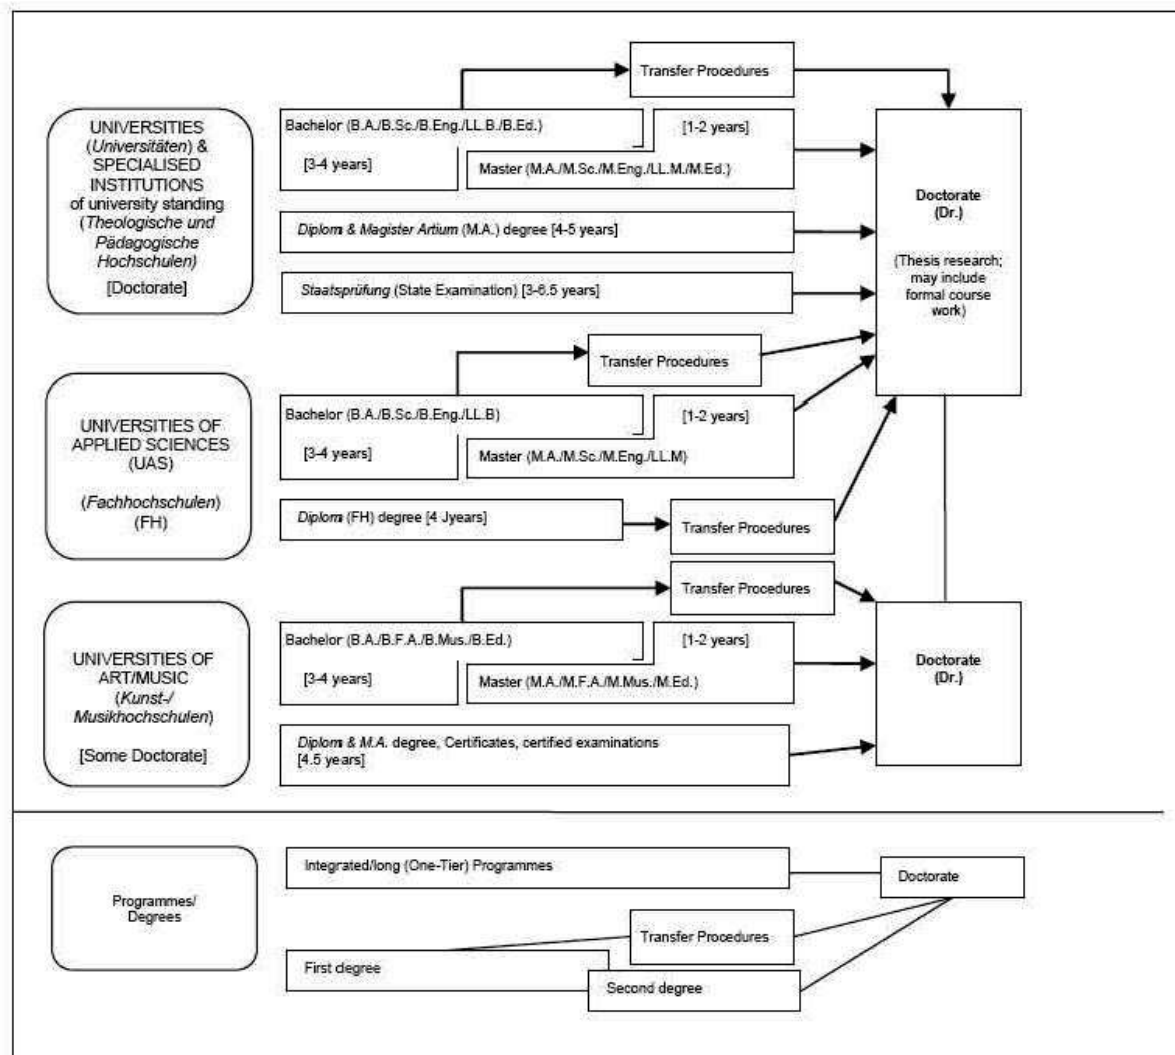 Transfer Procedures
UNIVERSITIES
(Universitäten) &
SPECIALISED
INSTITUTIONS
of university standing
(Theologische und
Pädagogische
Hochschulen)
[Doctorate]
Bachelor (B.A./B.Sc./B.Eng./LL.B./B.Ed.)
[1-2 years]
[3-4 years]
Master (M.A./M.Sc./M.Eng./LL.M./M.Ed.)
Diplom & Magister Artium (M.A.) degree [4-5 years]
Staatsprüfung (State Examination) [3-6.5 years]
Doctorate
(Dr.)
(Thesis research;
may include
formal course
work)
Transfer Procedures
UNIVERSITIES OF
APPLIED SCIENCES
(UAS)
(Fachhochschulen)
(FH)
Bachelor (B.A./B.Sc./B.Eng./LL.B)
[1-2 years]
[3-4 years]
Master (M.A./M.Sc./M.Eng./LL.M)
Diplom (FH) degree [4 Jyears]
Transfer Procedures
Transfer Procedures
UNIVERSITIES OF
ART/MUSIC
(Kunst-/
Musikhochschulen)
[Some Doctorate]
Bachelor (B.A./B.F.A./B.Mus./B.Ed.)
[1-2 years]
[3-4 years]
Master (M.A./M.F.A./M.Mus./M.Ed.)
Diplom & M.A. degree, Certificates, certified examinations
[4.5 years]
Doctorate
(Dr.)
Programmes/
Degrees
Integrated/long (One-Tier) Programmes
Doctorate
Transfer Procedures
First degree
Second degree